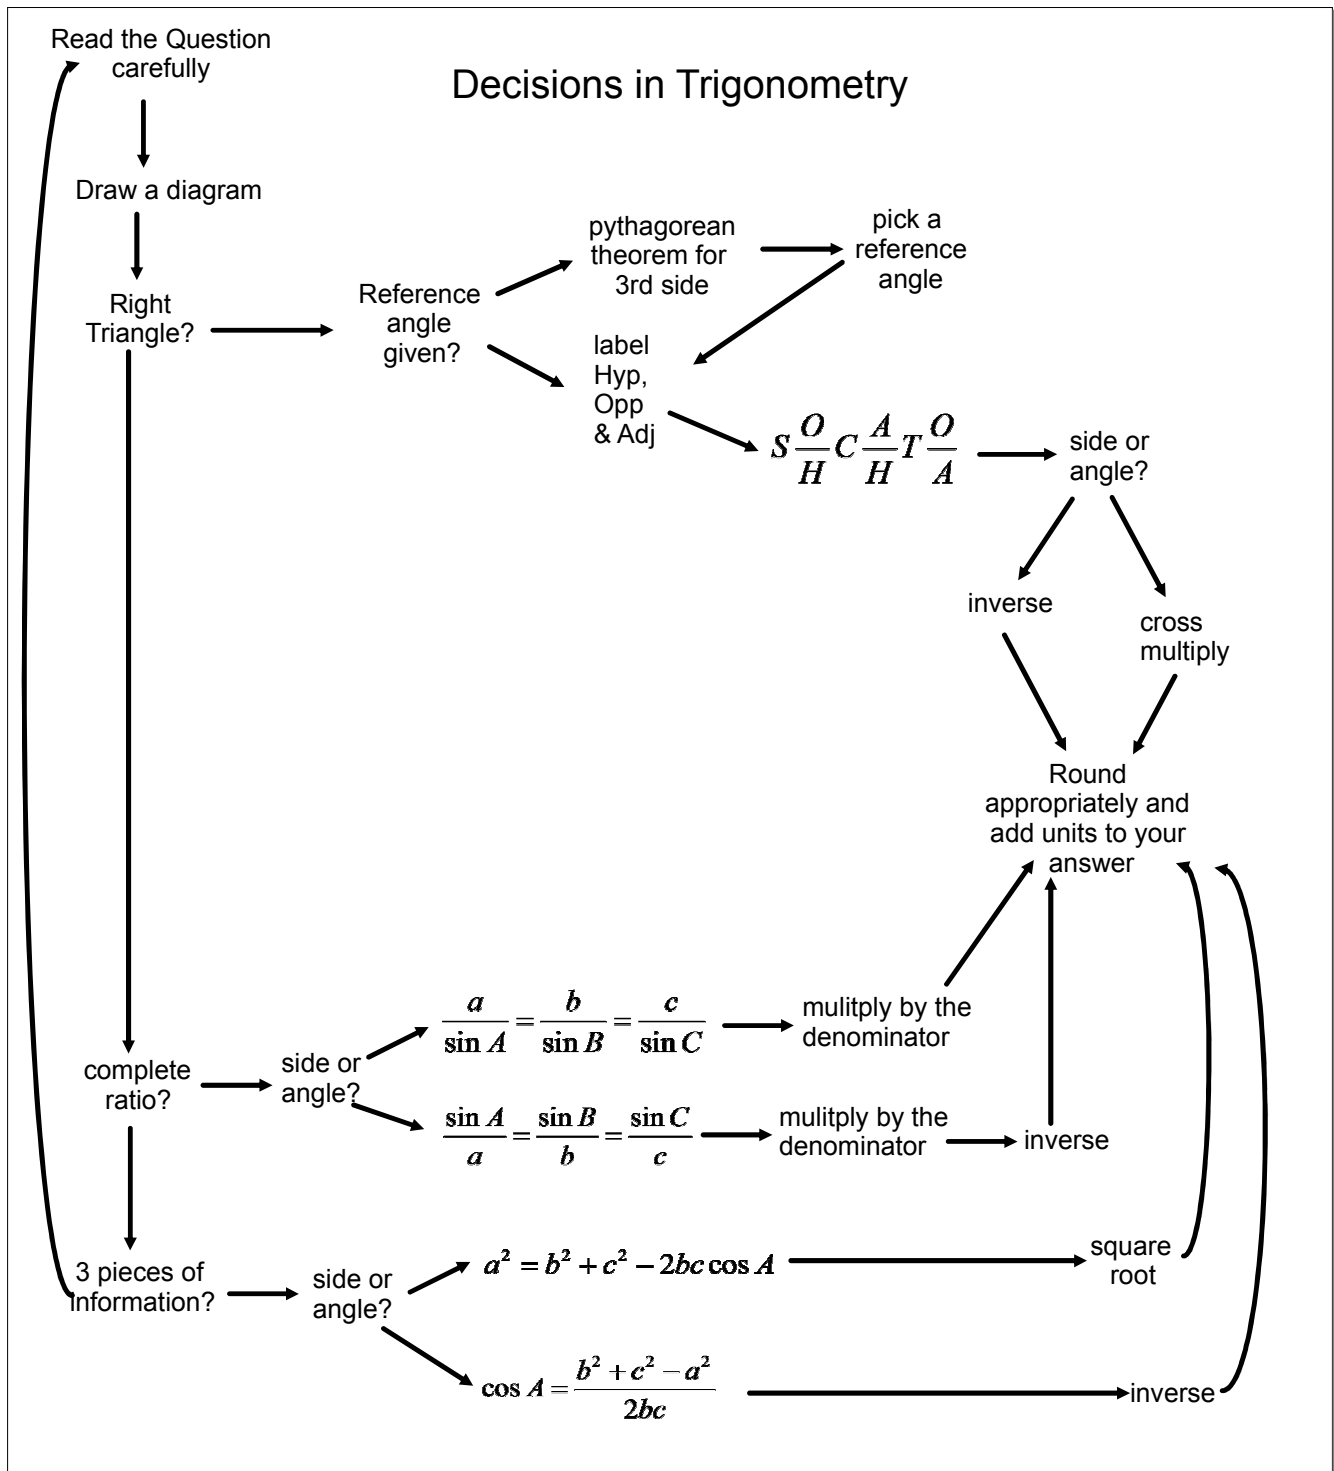 Read the Question
carefully
Decisions in Trigonometry
Draw a diagram
Right
Triangle?
Reference
angle
given?
pythagorean
theorem for
3rd side
pick a
reference
angle
label
Hyp,
Opp
& Adj
S O/H C A/H T O/A
side or
angle?
inverse
cross
multiply
Round
appropriately and
add units to your
answer
complete
ratio?
side or
angle?
a/sin A = b/sin B = c/sin C
mulitply by the
denominator
sin A/a = sin B/b = sin C/c
mulitply by the
denominator
inverse
3 pieces of
information?
side or
angle?
a² = b² + c² − 2bc cos A
square
root
cos A = b² + c² − a²/2bc
inverse